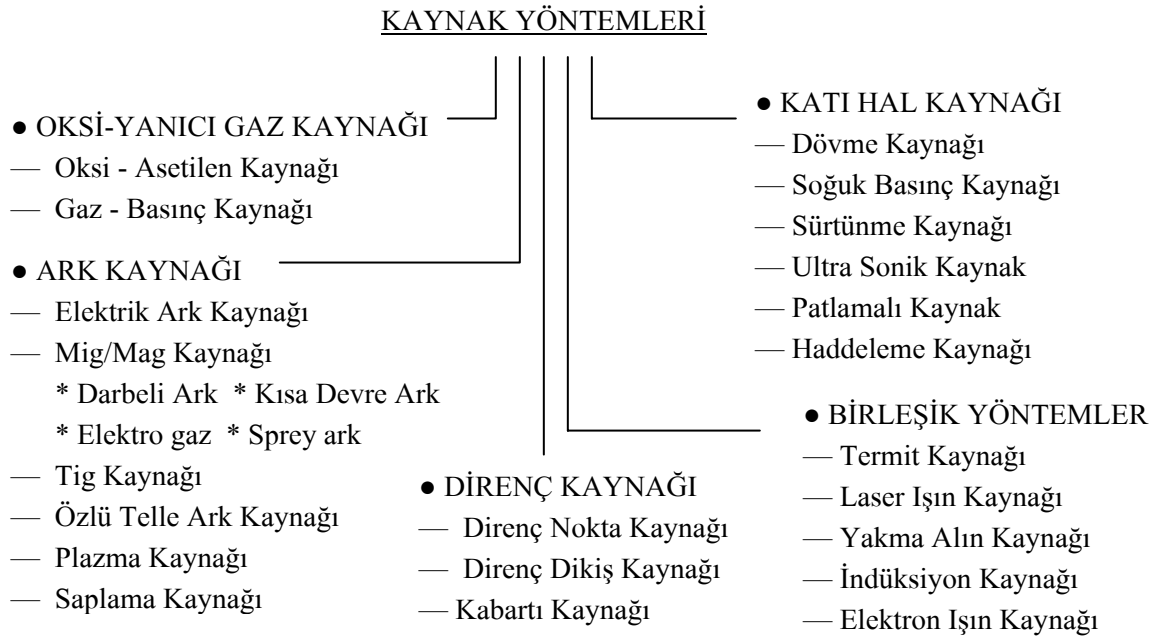 KAYNAK YÖNTEMLERİ
● OKSİ-YANICI GAZ KAYNAĞI
— Oksi - Asetilen Kaynağı
— Gaz - Basınç Kaynağı
● ARK KAYNAĞI
— Elektrik Ark Kaynağı
— Mig/Mag Kaynağı
* Darbeli Ark * Kısa Devre Ark
* Elektro gaz * Sprey ark
— Tig Kaynağı
— Özlü Telle Ark Kaynağı
— Plazma Kaynağı
— Saplama Kaynağı
● DİRENÇ KAYNAĞI
— Direnç Nokta Kaynağı
— Direnç Dikiş Kaynağı
— Kabartı Kaynağı
● KATI HAL KAYNAĞI
— Dövme Kaynağı
— Soğuk Basınç Kaynağı
— Sürtünme Kaynağı
— Ultra Sonik Kaynak
— Patlamalı Kaynak
— Haddeleme Kaynağı
● BİRLEŞİK YÖNTEMLER
— Termit Kaynağı
— Laser Işın Kaynağı
— Yakma Alın Kaynağı
— İndüksiyon Kaynağı
— Elektron Işın Kaynağı